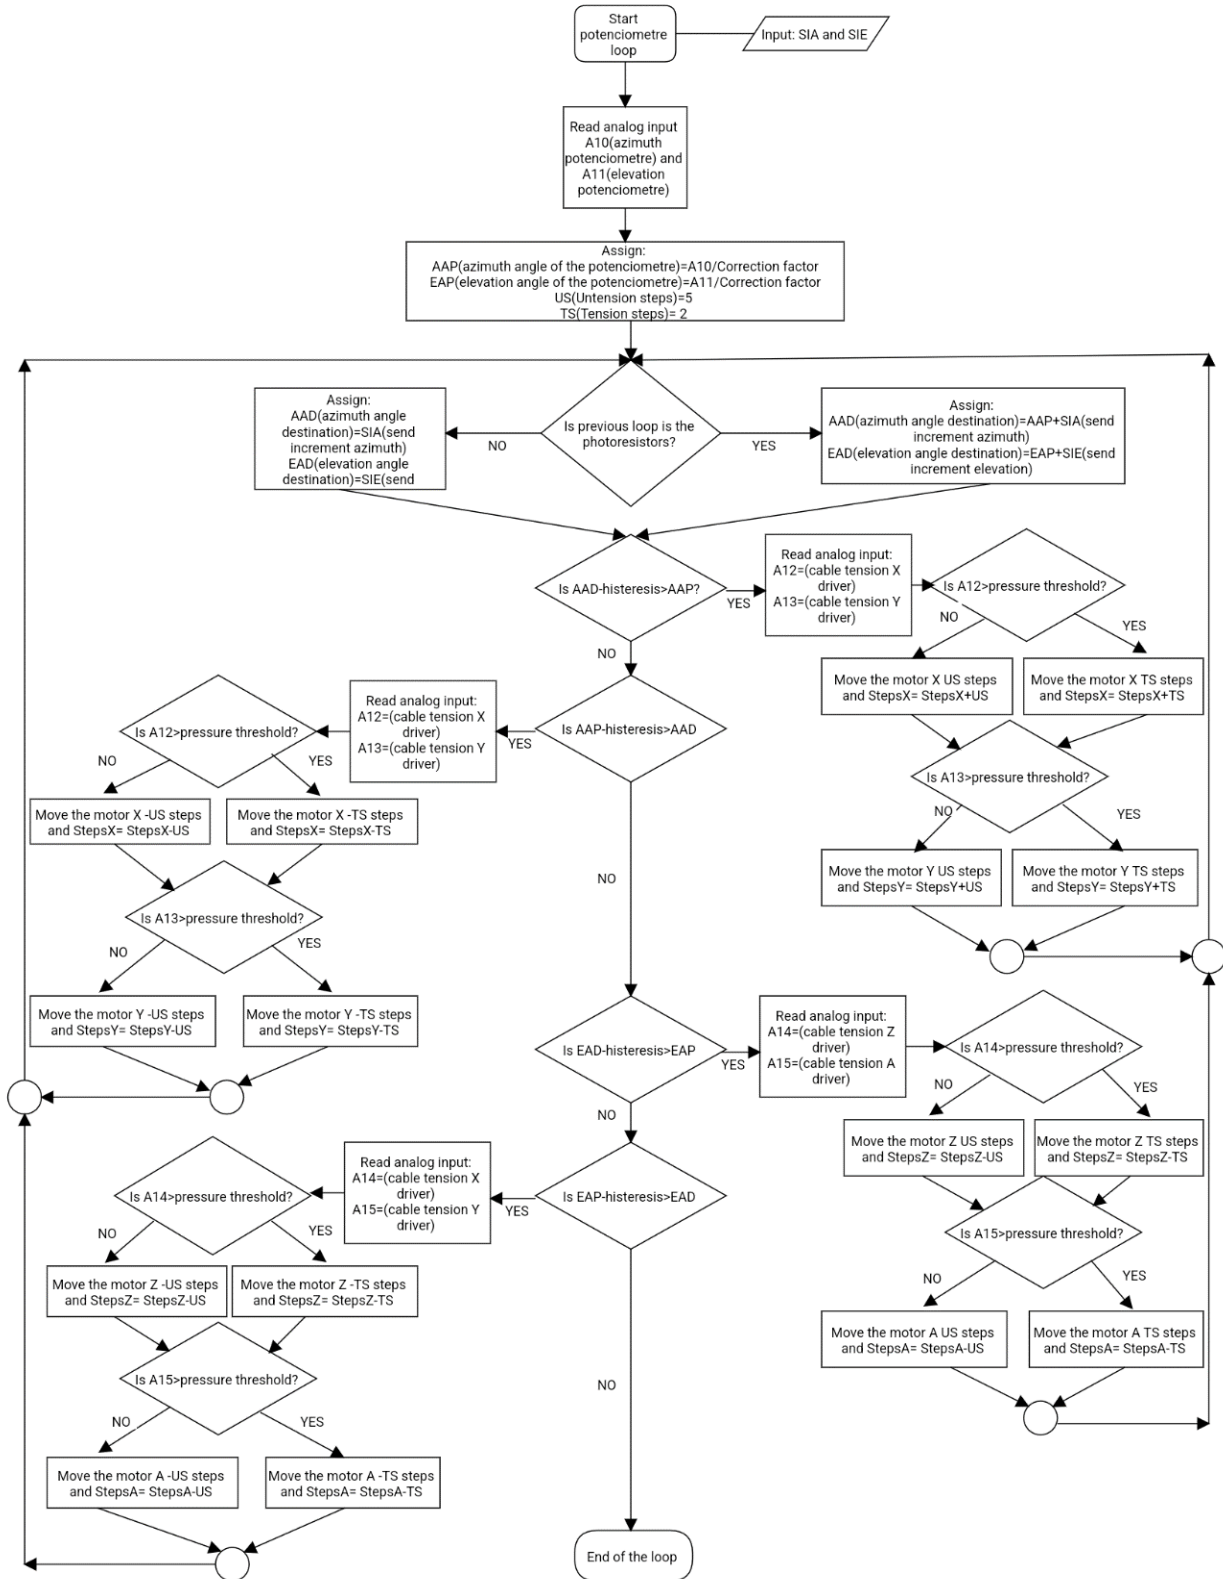 Start
potenciometre
loop
Input: SIA and SIE
Read analog input
A10(azimuth
potenciometre) and
A11(elevation
potenciometre)
Assign:
AAP(azimuth angle of the potenciometre)=A10/Correction factor
EAP(elevation angle of the potenciometre)=A11/Correction factor
US(Untension steps)=5
TS(Tension steps)= 2
Assign:
AAD(azimuth angle
destination)=SIA(send
increment azimuth)
EAD(elevation angle
destination)=SIE(send
NO
Is previous loop is the
photoresistors?
YES
Assign:
AAD(azimuth angle destination)=AAP+SIA(send
increment azimuth)
EAD(elevation angle destination)=EAP+SIE(send
increment elevation)
Is AAD-histeresis>AAP?
YES
NO
Read analog input:
A12=(cable tension X
driver)
A13=(cable tension Y
driver)
Is A12>pressure threshold?
NO
YES
Move the motor X US steps
and StepsX= StepsX+US
Move the motor X TS steps
and StepsX= StepsX+TS
Is A13>pressure threshold?
NO
YES
Move the motor Y US steps
and StepsY= StepsY+US
Move the motor Y TS steps
and StepsY= StepsY+TS
Is AAP-histeresis>AAD
YES
NO
Read analog input:
A12=(cable tension X
driver)
A13=(cable tension Y
driver)
Is A12>pressure threshold?
NO
YES
Move the motor X -US steps
and StepsX= StepsX-US
Move the motor X -TS steps
and StepsX= StepsX-TS
Is A13>pressure threshold?
NO
YES
Move the motor Y -US steps
and StepsY= StepsY-US
Move the motor Y -TS steps
and StepsY= StepsY-TS
Is EAD-histeresis>EAP
YES
NO
Read analog input:
A14=(cable tension Z
driver)
A15=(cable tension A
driver)
Is A14>pressure threshold?
NO
YES
Move the motor Z US steps
and StepsZ= StepsZ-US
Move the motor Z TS steps
and StepsZ= StepsZ-TS
Is A15>pressure threshold?
NO
YES
Move the motor A US steps
and StepsA= StepsA-US
Move the motor A TS steps
and StepsA= StepsA-TS
Is EAP-histeresis>EAD
YES
NO
Read analog input:
A14=(cable tension X
driver)
A15=(cable tension Y
driver)
Is A14>pressure threshold?
NO
YES
Move the motor Z -US steps
and StepsZ= StepsZ-US
Move the motor Z -TS steps
and StepsZ= StepsZ-TS
Is A15>pressure threshold?
NO
YES
Move the motor A -US steps
and StepsA= StepsA-US
Move the motor A -TS steps
and StepsA= StepsA-TS
End of the loop